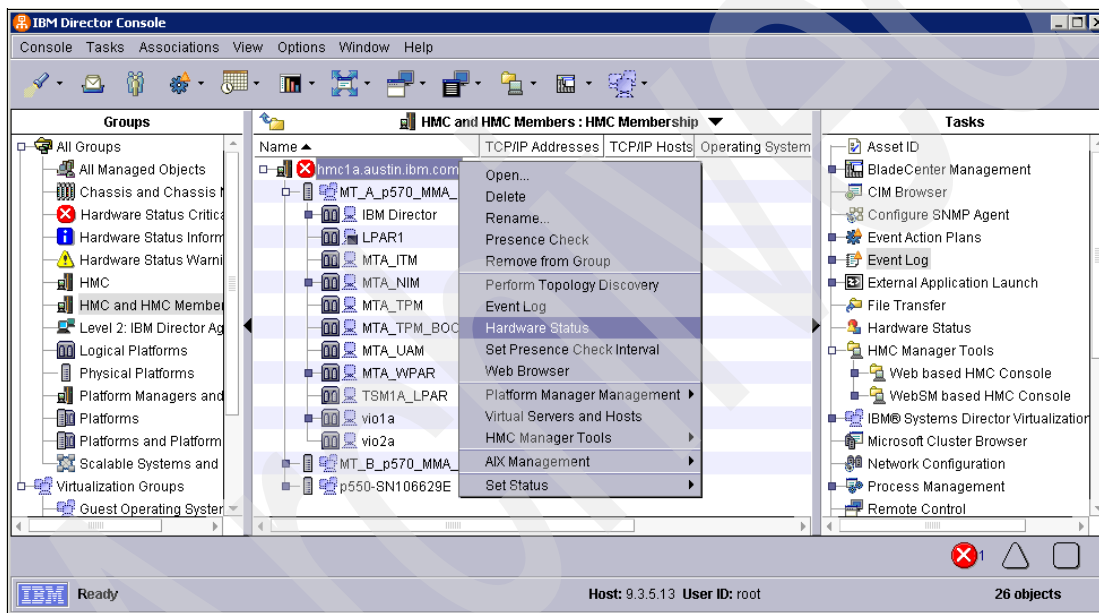 IBM Director Console
Console Tasks Associations View Options Window Help
Groups
All Groups
All Managed Objects
Chassis and Chassis
Hardware Status Critica
Hardware Status Inform
Hardware Status Warni
HMC
HMC and HMC Member
Level 2: IBM Director Ag
Logical Platforms
Physical Platforms
Platform Managers and
Platforms
Platforms and Platform
Scalable Systems and
Virtualization Groups
Guest Operating System
HMC and HMC Members : HMC Membership
Name TCP/IP Addresses TCP/IP Hosts Operating System
hmc1a.austin.ibm.com
MT_A_p570_MMA_
IBM Director
LPAR1
MTA_ITM
MTA_NIM
MTA_TPM
MTA_TPM_BOO
MTA_UAM
MTA_WPAR
TSM1A_LPAR
vio1a
vio2a
MT_B_p570_MMA_
p550-SN106629E
Open...
Delete
Rename...
Presence Check
Remove from Group
Perform Topology Discovery
Event Log
Hardware Status
Set Presence Check Interval
Web Browser
Platform Manager Management
Virtual Servers and Hosts
HMC Manager Tools
AIX Management
Set Status
Tasks
Asset ID
BladeCenter Management
CIM Browser
Configure SNMP Agent
Event Action Plans
Event Log
External Application Launch
File Transfer
Hardware Status
HMC Manager Tools
Web based HMC Console
WebSM based HMC Console
IBM® Systems Director Virtualization
Microsoft Cluster Browser
Network Configuration
Process Management
Remote Control
1
IBM Ready Host: 9.3.5.13 User ID: root 26 objects